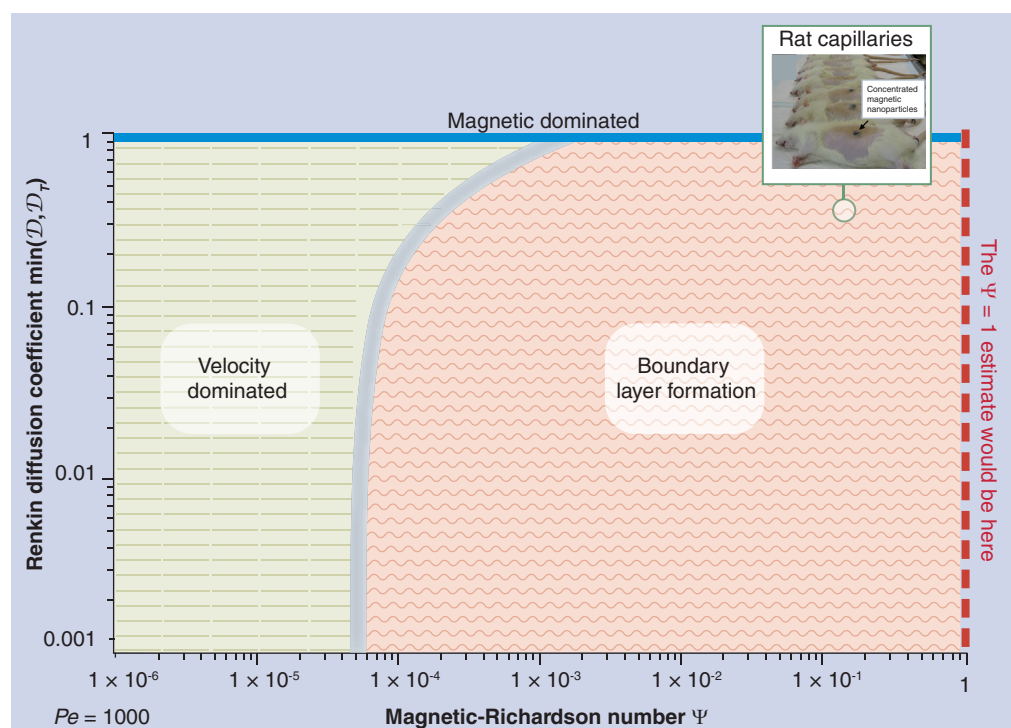 Rat capillaries
Concentrated
magnetic
nanoparticles
Magnetic dominated
1
0.1
0.01
0.001
Renkin diffusion coefficient min(𝒟,𝒟_T)
Velocity
dominated
Boundary
layer formation
The Ψ = 1 estimate would be here
1 × 10⁻⁶
1 × 10⁻⁵
1 × 10⁻⁴
1 × 10⁻³
1 × 10⁻²
1 × 10⁻¹
1
Pe = 1000
Magnetic-Richardson number Ψ